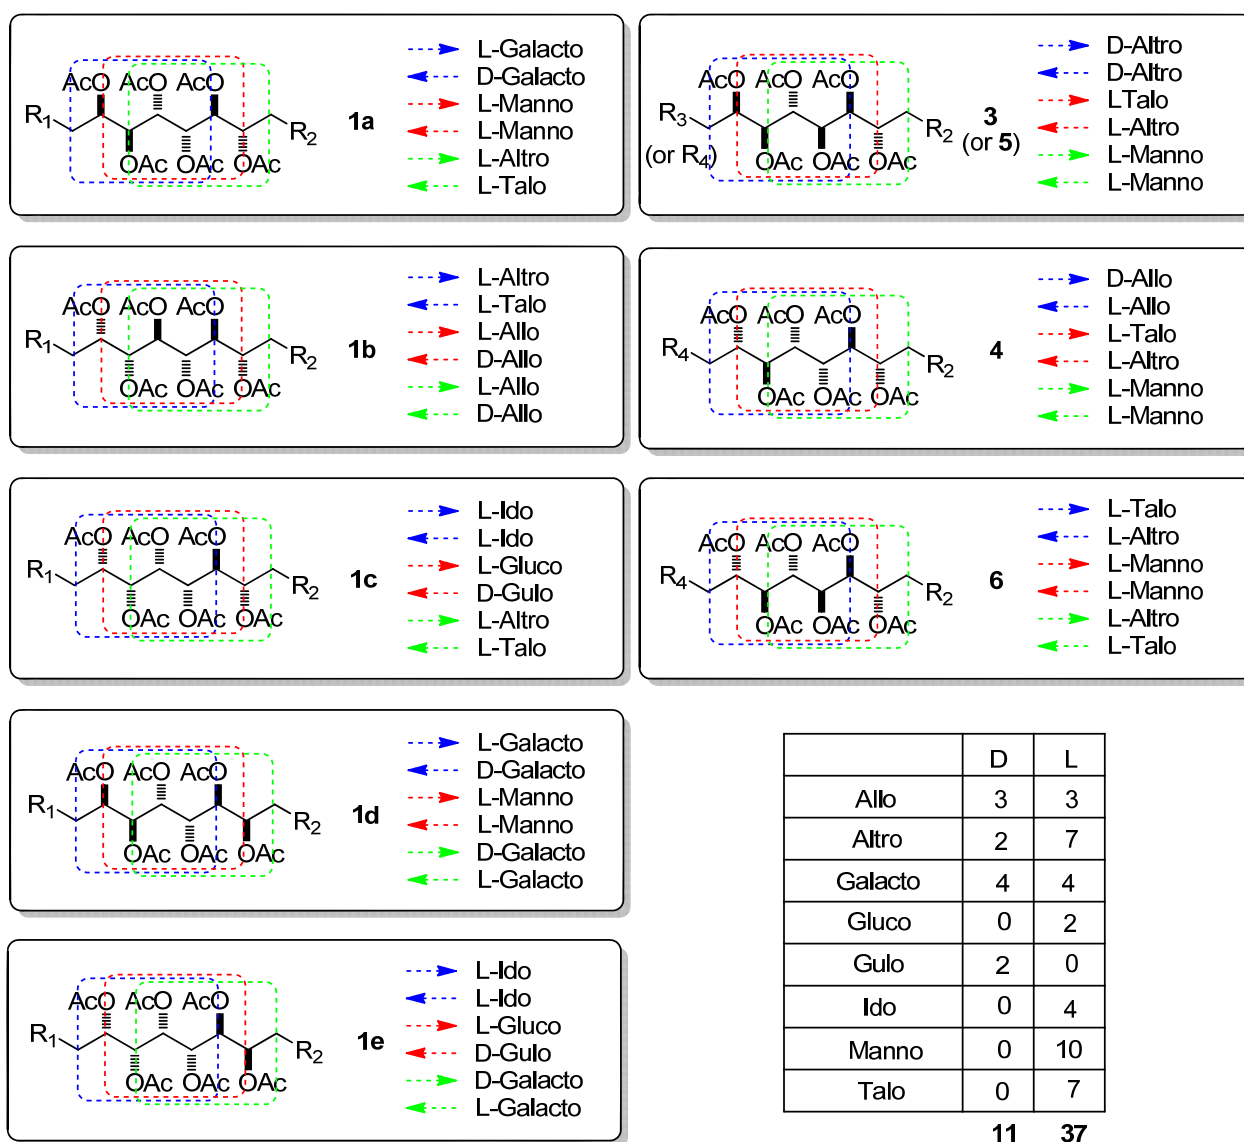 AcO AcO AcO
R1 R2
OAc OAc OAc
1a
L-Galacto
D-Galacto
L-Manno
L-Manno
L-Altro
L-Talo
AcO AcO AcO
R1 R2
OAc OAc OAc
1b
L-Altro
L-Talo
L-Allo
D-Allo
L-Allo
D-Allo
AcO AcO AcO
R1 R2
OAc OAc OAc
1c
L-Ido
L-Ido
L-Gluco
D-Gulo
L-Altro
L-Talo
AcO AcO AcO
R1 R2
OAc OAc OAc
1d
L-Galacto
D-Galacto
L-Manno
L-Manno
D-Galacto
L-Galacto
AcO AcO AcO
R1 R2
OAc OAc OAc
1e
L-Ido
L-Ido
L-Gluco
D-Gulo
D-Galacto
L-Galacto
AcO AcO AcO
R3 R2
(or R4)
OAc OAc OAc
3
(or 5)
D-Altro
D-Altro
LTalo
L-Altro
L-Manno
L-Manno
AcO AcO AcO
R4 R2
OAc OAc OAc
4
D-Allo
L-Allo
L-Talo
L-Altro
L-Manno
L-Manno
AcO AcO AcO
R4 R2
OAc OAc OAc
6
L-Talo
L-Altro
L-Manno
L-Manno
L-Altro
L-Talo
D L
Allo 3 3
Altro 2 7
Galacto 4 4
Gluco 0 2
Gulo 2 0
Ido 0 4
Manno 0 10
Talo 0 7
11 37